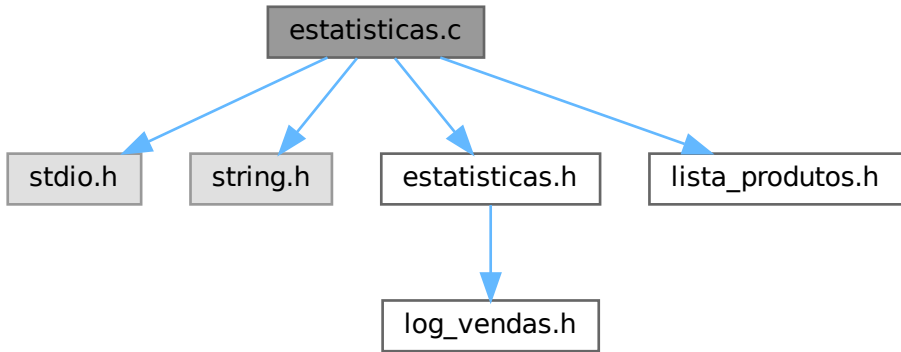 estatisticas.c
stdio.h
string.h
estatisticas.h
lista_produtos.h
log_vendas.h